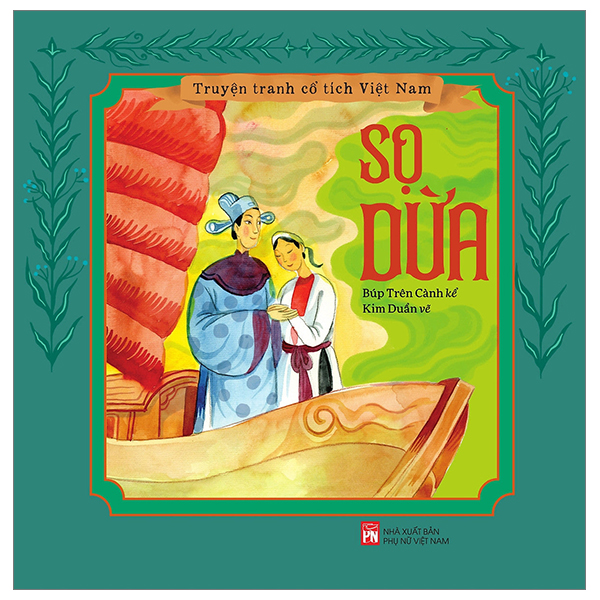 Truyện tranh cổ tích Việt Nam
SỌ
DỪA
Búp Trên Cành kể
Kim Duẩn vẽ
PN
NHÀ XUẤT BẢN
PHỤ NỮ VIỆT NAM